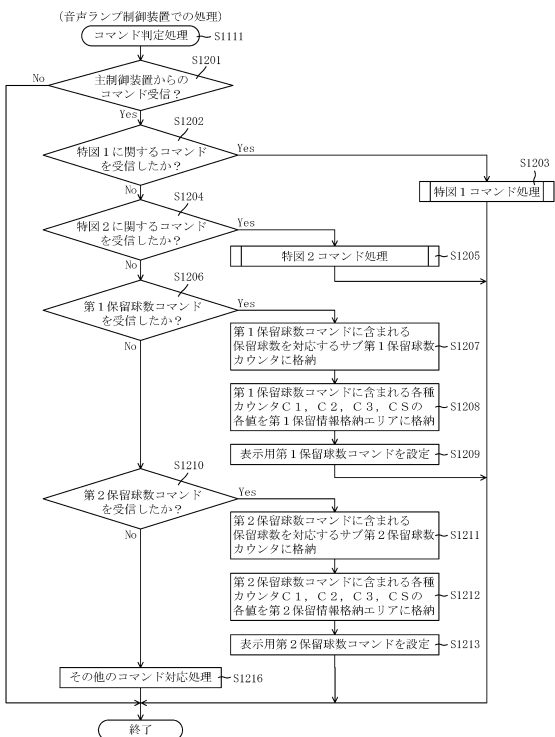 （音声ランプ制御装置での処理）
コマンド判定処理
S1111
S1201
No
主制御装置からの
コマンド受信？
Yes
S1202
特図１に関するコマンド
を受信したか？
Yes
S1203
特図１コマンド処理
No
S1204
特図２に関するコマンド
を受信したか？
Yes
特図２コマンド処理
S1205
No
S1206
第１保留球数コマンド
を受信したか？
Yes
No
第１保留球数コマンドに含まれる
保留球数を対応するサブ第１保留球数
カウンタに格納
S1207
第１保留球数コマンドに含まれる各種
カウンタＣ１，Ｃ２，Ｃ３，ＣＳの
各値を第１保留情報格納エリアに格納
S1208
表示用第１保留球数コマンドを設定
S1209
S1210
第２保留球数コマンド
を受信したか？
Yes
No
第２保留球数コマンドに含まれる
保留球数を対応するサブ第２保留球数
カウンタに格納
S1211
第２保留球数コマンドに含まれる各種
カウンタＣ１，Ｃ２，Ｃ３，ＣＳの
各値を第２保留情報格納エリアに格納
S1212
表示用第２保留球数コマンドを設定
S1213
その他のコマンド対応処理
S1216
終了